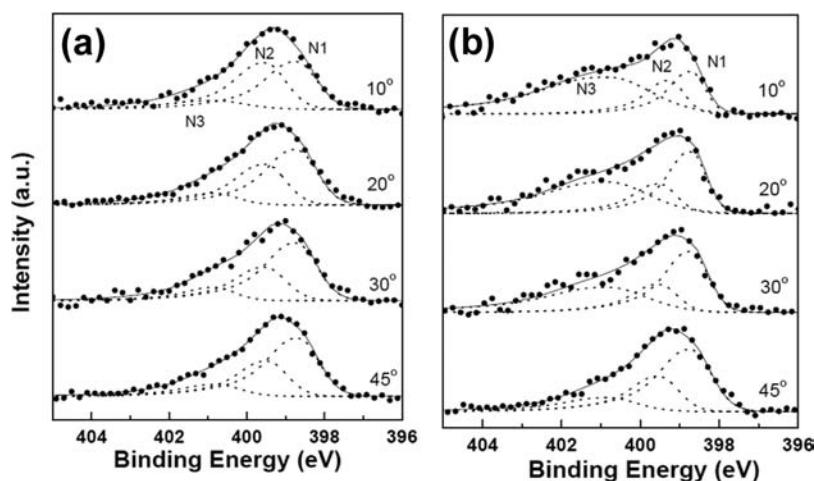 (a)
N2
N1
10°
N3
20°
30°
45°
404 402 400 398 396
Binding Energy (eV)
Intensity (a.u.)
(b)
N1
N2
N3
10°
20°
30°
45°
404 402 400 398 396
Binding Energy (eV)